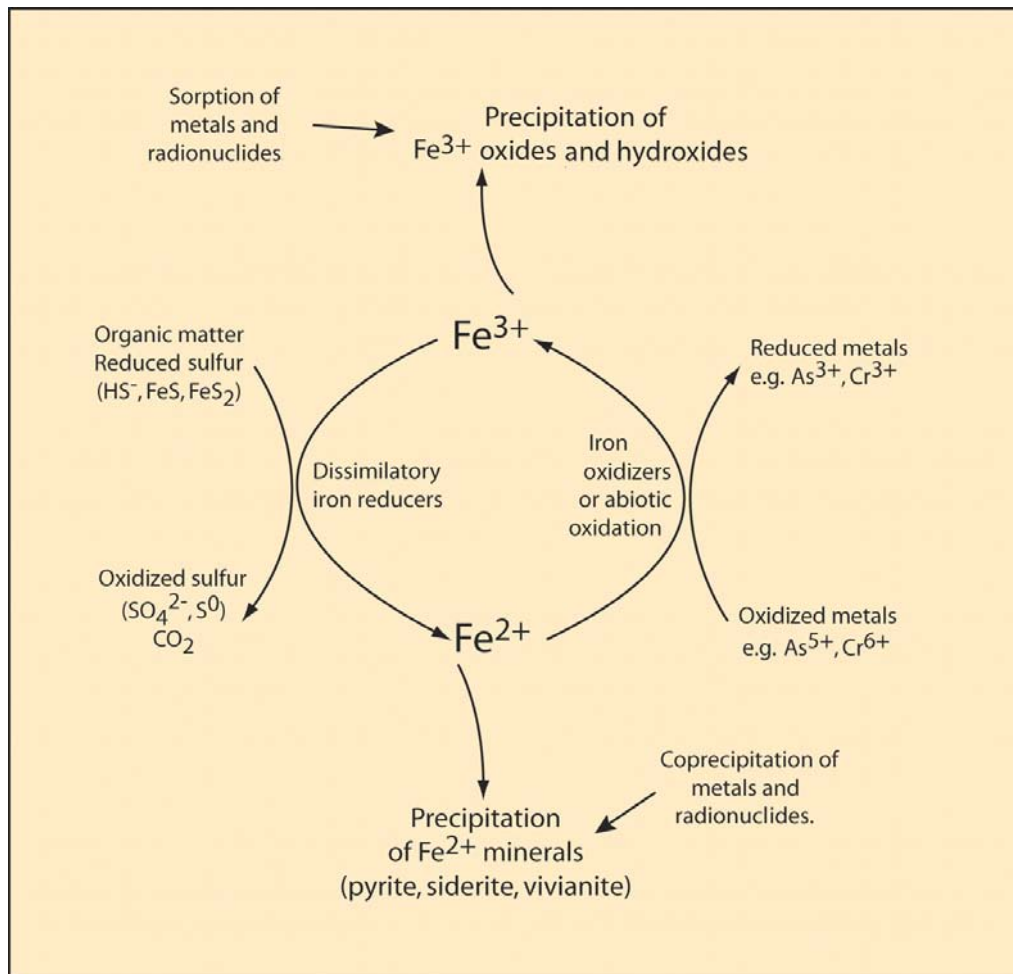 Sorption of
metals and
radionuclides
Precipitation of
Fe³⁺ oxides and hydroxides
Fe³⁺
Organic matter
Reduced sulfur
(HS⁻, FeS, FeS₂)
Reduced metals
e.g. As³⁺, Cr³⁺
Dissimilatory
iron reducers
Iron
oxidizers
or abiotic
oxidation
Oxidized sulfur
(SO₄²⁻, S⁰)
CO₂
Fe²⁺
Oxidized metals
e.g. As⁵⁺, Cr⁶⁺
Coprecipitation of
metals and
radionuclides.
Precipitation
of Fe²⁺ minerals
(pyrite, siderite, vivianite)